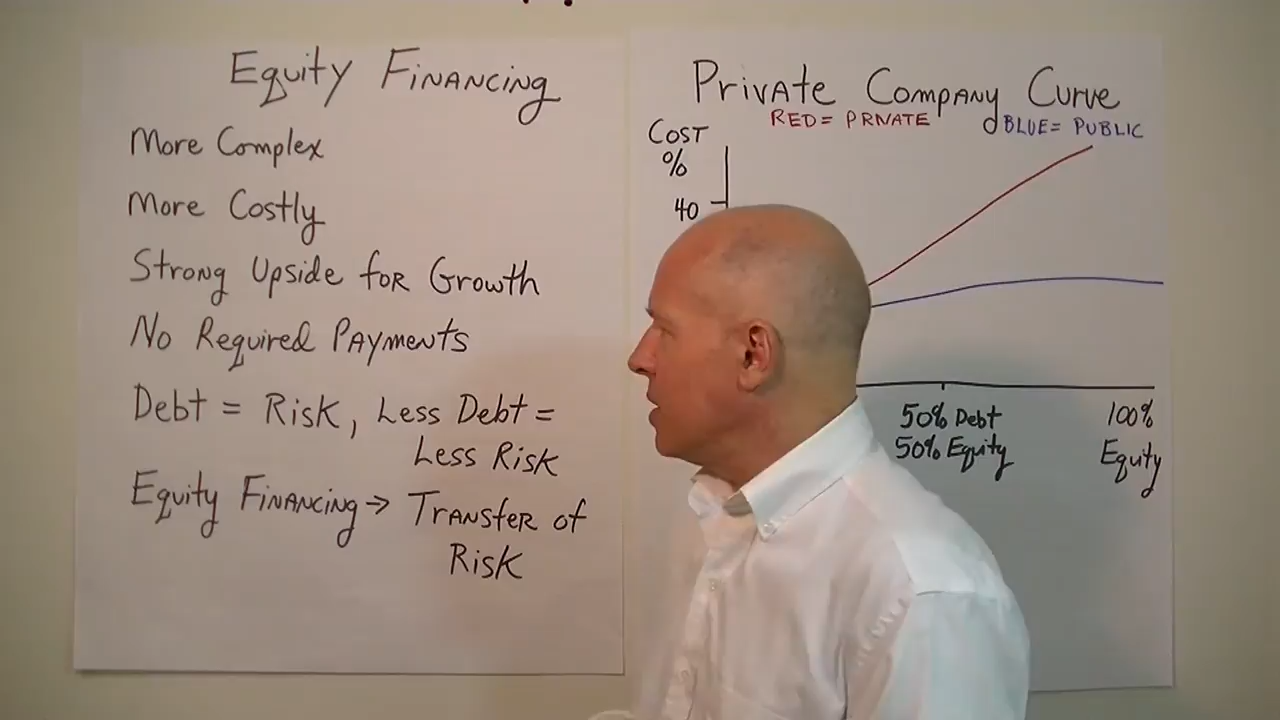 Equity Financing
More Complex
More Costly
Strong Upside for Growth
No Required Payments
Debt = Risk, Less Debt =
Less Risk
Equity Financing → Transfer of
Risk
Private Company Curve
RED = PRIVATE BLUE = PUBLIC
COST
%
40
50% Debt
50% Equity
100%
Equity